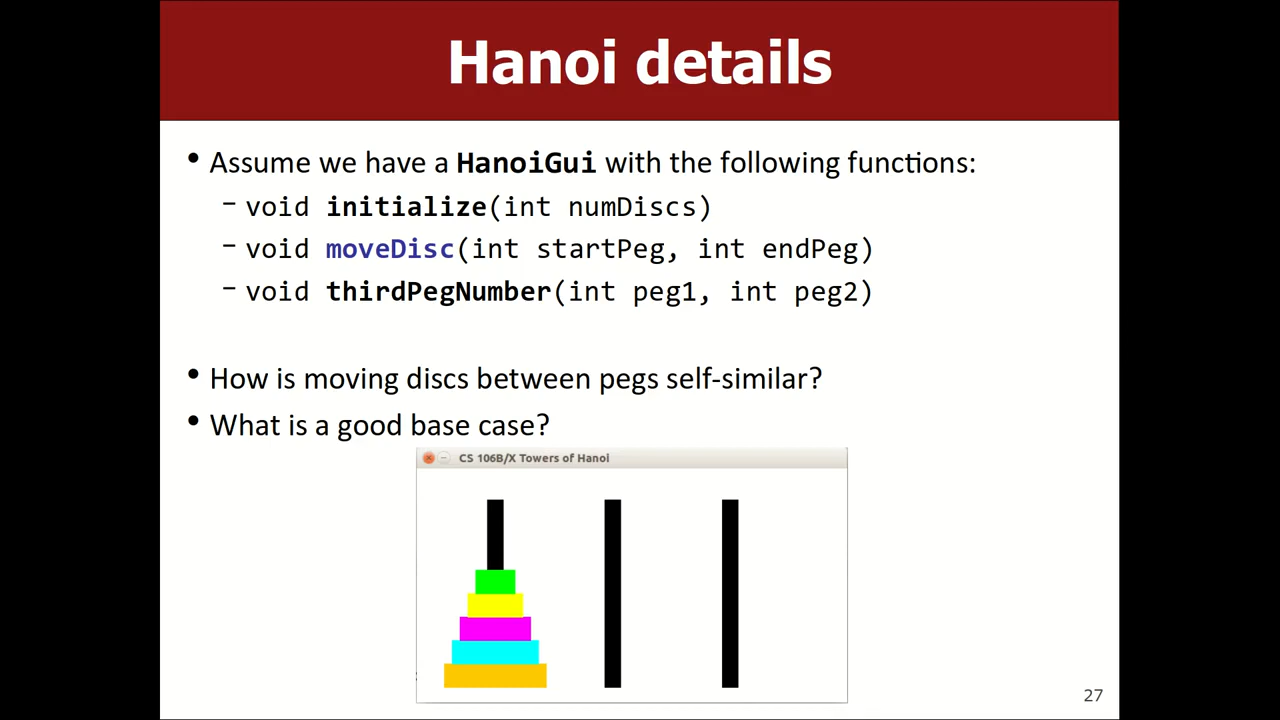 Hanoi details
• Assume we have a HanoiGui with the following functions:
– void initialize(int numDiscs)
– void moveDisc(int startPeg, int endPeg)
– void thirdPegNumber(int peg1, int peg2)
• How is moving discs between pegs self-similar?
• What is a good base case?
CS 106B/X Towers of Hanoi
27